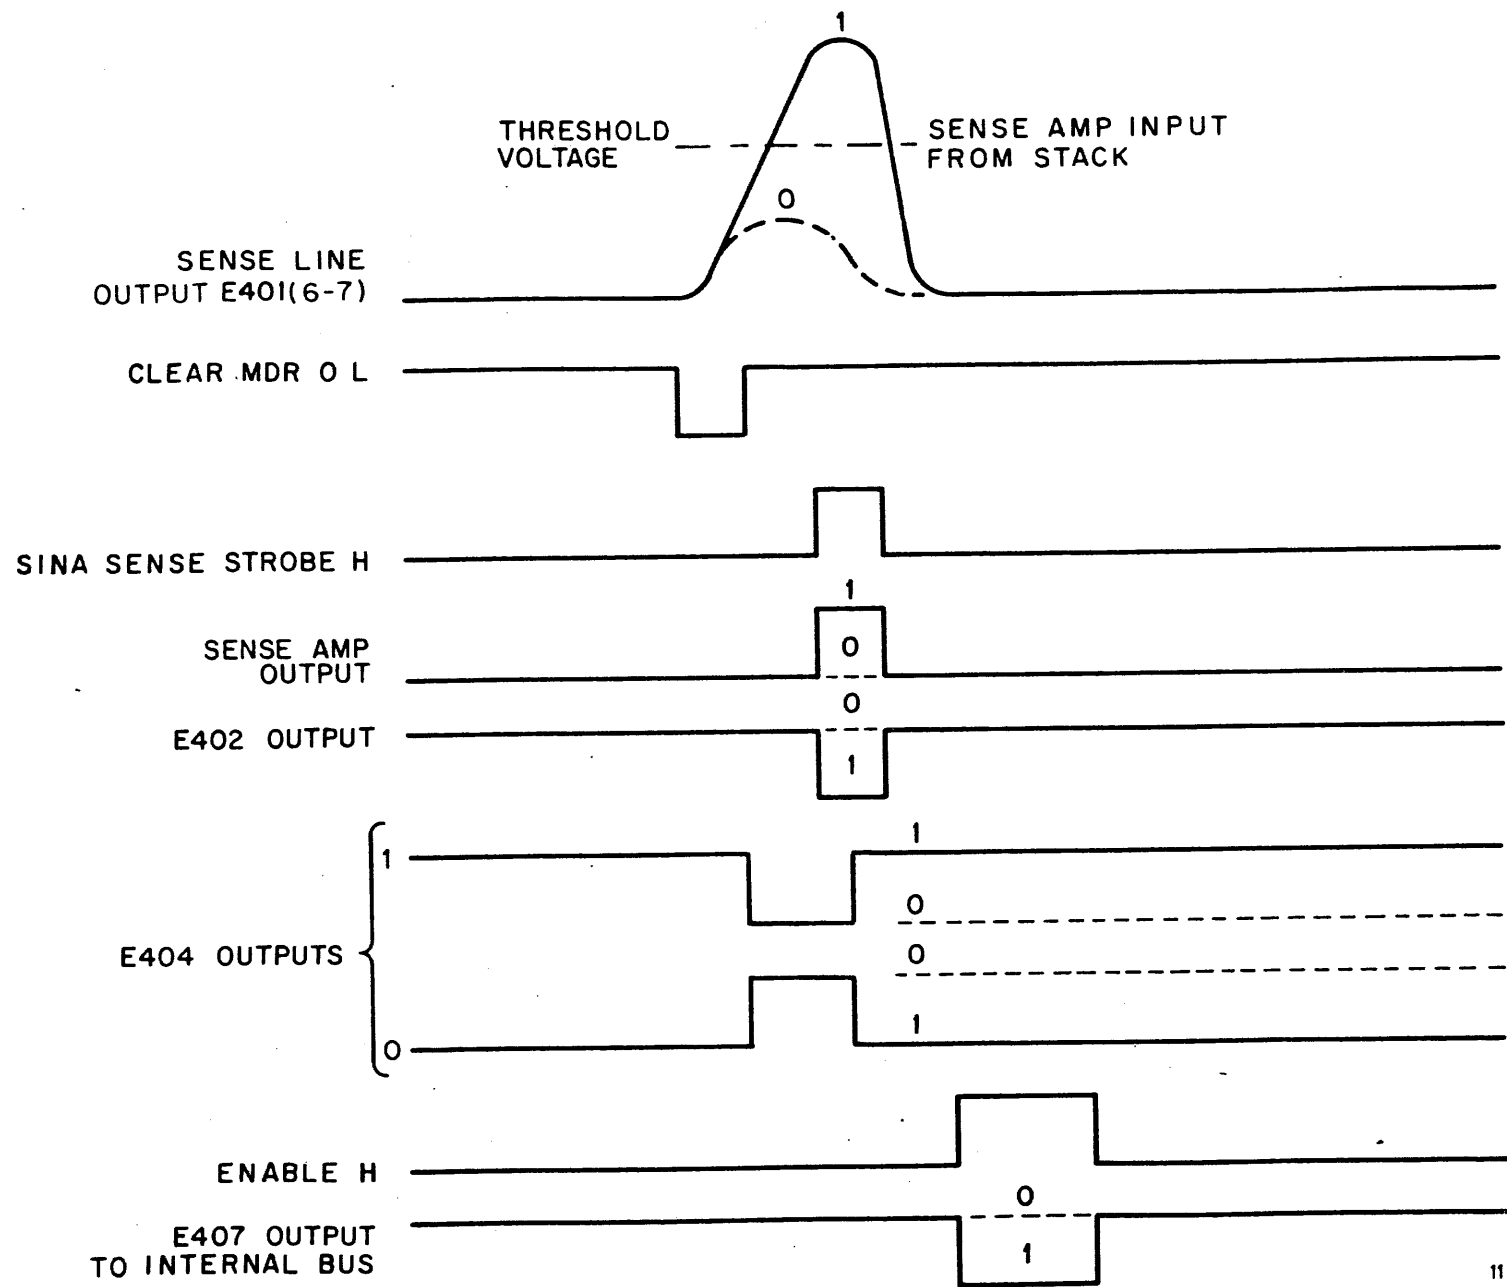 1
THRESHOLD
VOLTAGE
SENSE AMP INPUT
FROM STACK
0
SENSE LINE
OUTPUT E401(6-7)
CLEAR MDR 0 L
SINA SENSE STROBE H
1
SENSE AMP
OUTPUT
0
0
E402 OUTPUT
1
1
1
0
E404 OUTPUTS
0
1
0
ENABLE H
0
E407 OUTPUT
TO INTERNAL BUS
1
11